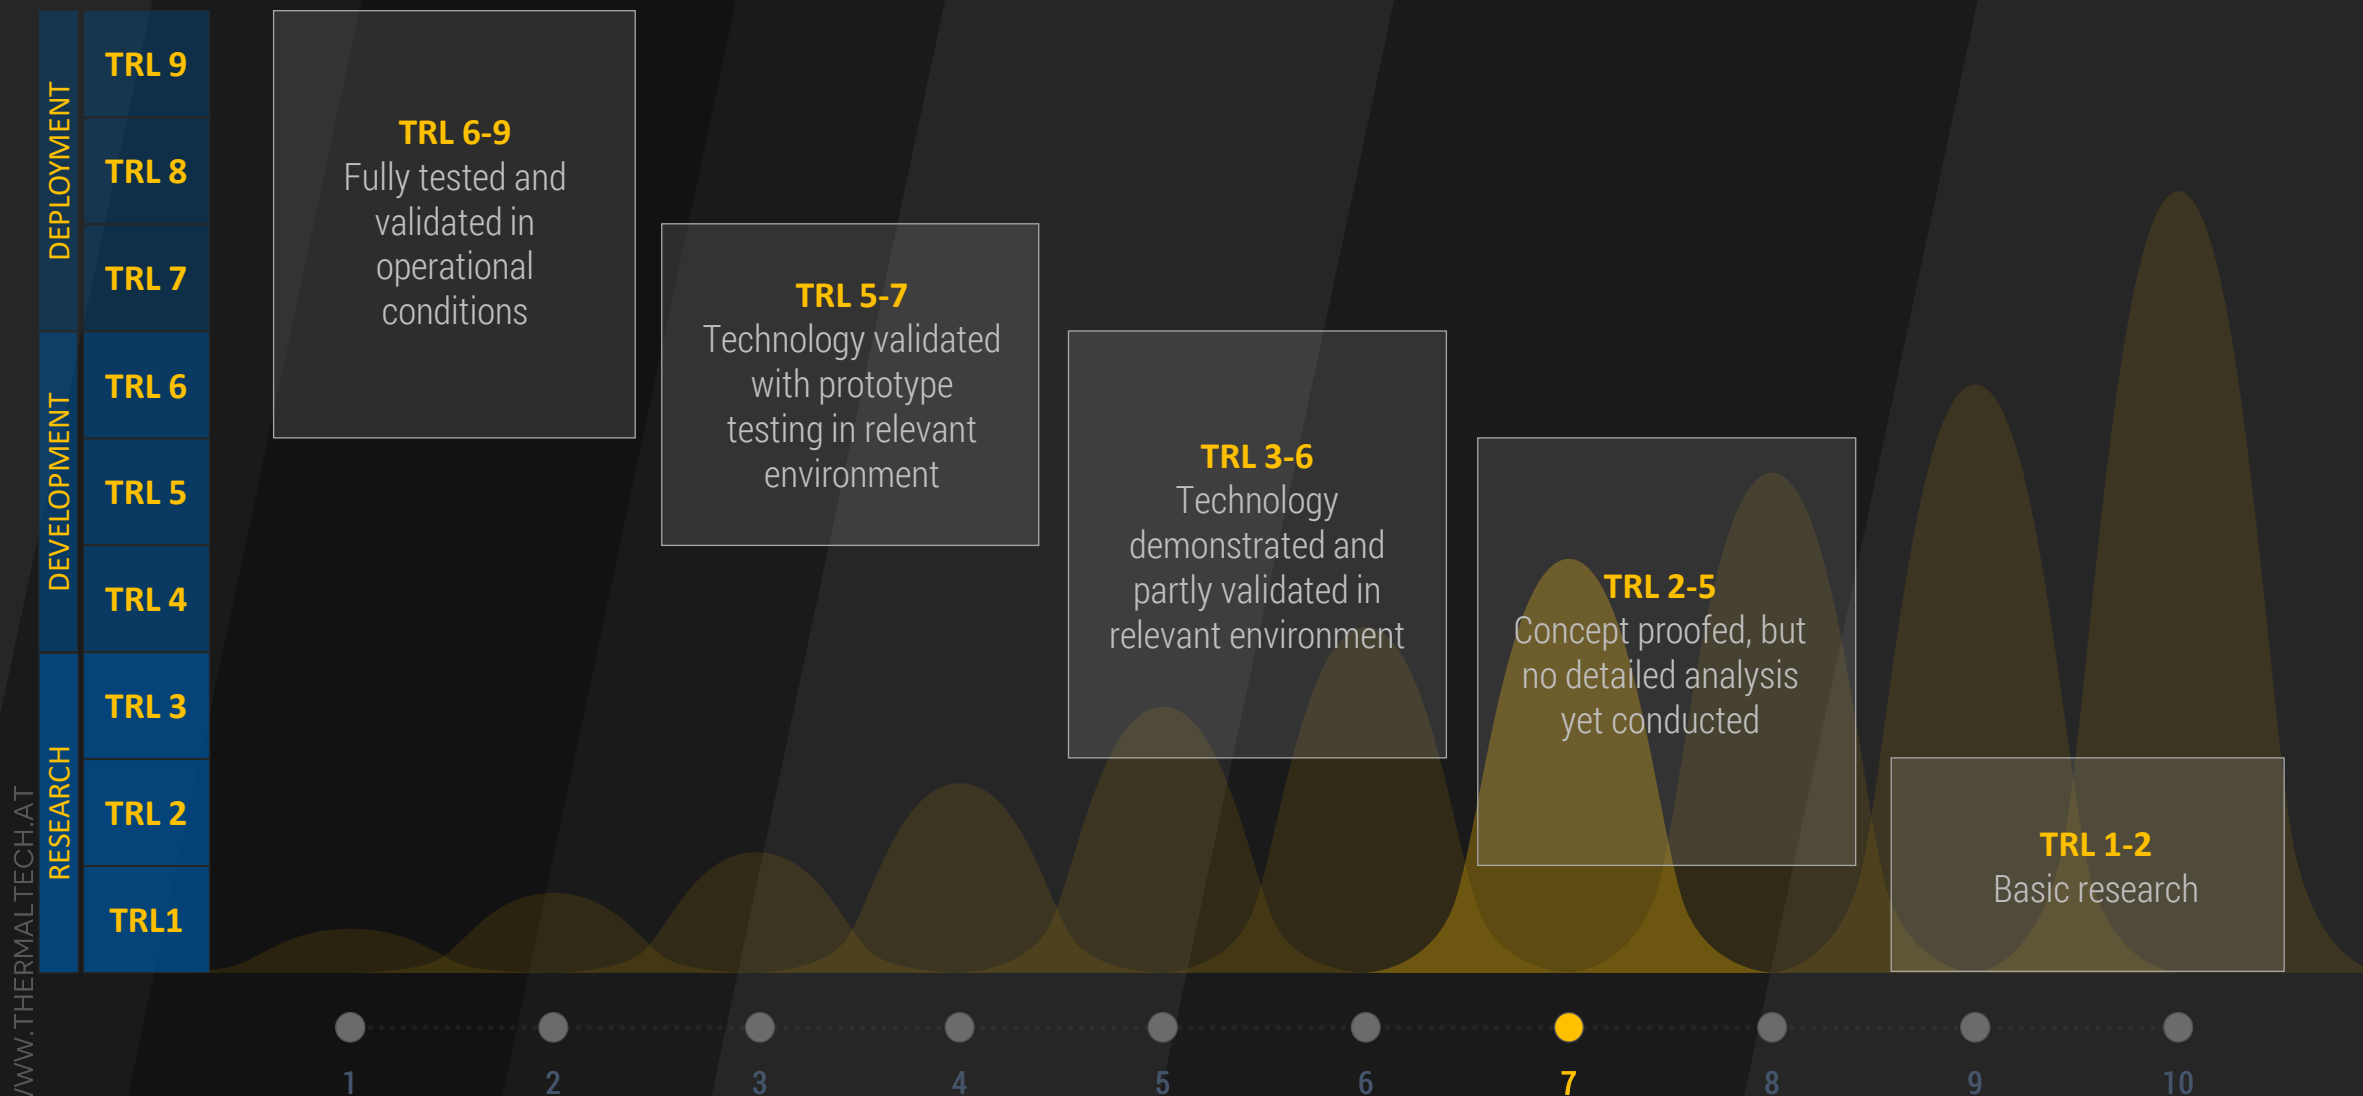 DEPLOYMENT
TRL 9
TRL 8
TRL 7
DEVELOPMENT
TRL 6
TRL 5
TRL 4
RESEARCH
TRL 3
TRL 2
TRL1
TRL 6-9
Fully tested and
validated in
operational
conditions
TRL 5-7
Technology validated
with prototype
testing in relevant
environment
TRL 3-6
Technology
demonstrated and
partly validated in
relevant environment
TRL 2-5
Concept proofed, but
no detailed analysis
yet conducted
TRL 1-2
Basic research
WWW.THERMALTECH.AT
1 2 3 4 5 6 7 8 9 10